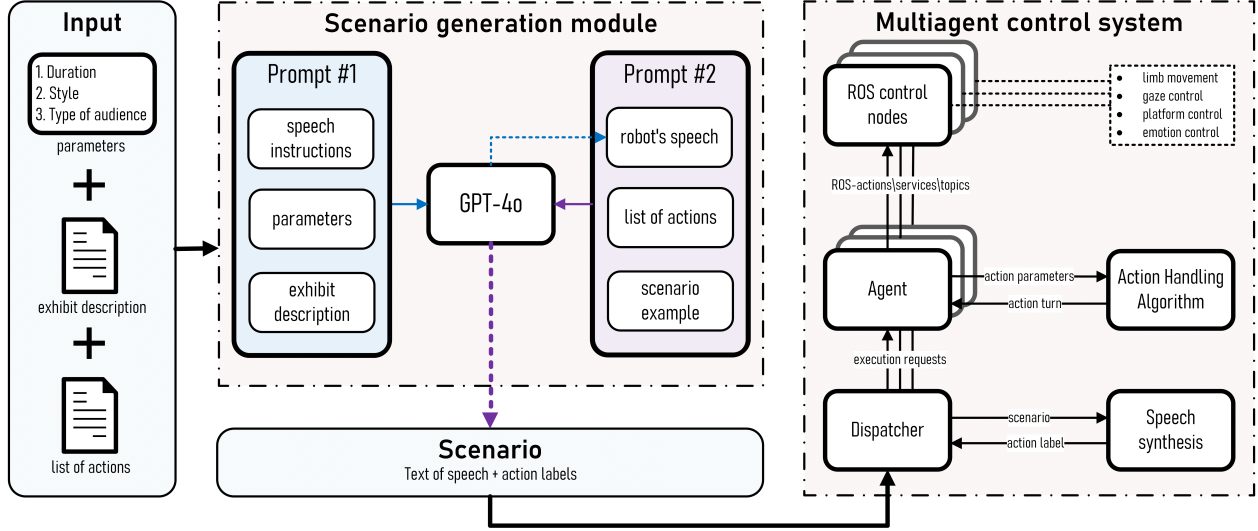 Input
1. Duration
2. Style
3. Type of audience
parameters
exhibit description
list of actions
Scenario generation module
Prompt #1
speech
instructions
parameters
exhibit
description
GPT-4o
Prompt #2
robot's speech
list of actions
scenario
example
Scenario
Text of speech + action labels
Multiagent control system
ROS control
nodes
• limb movement
• gaze control
• platform control
• emotion control
ROS-actions\services\topics
Agent
action parameters
action turn
Action Handling
Algorithm
execution requests
Dispatcher
scenario
action label
Speech
synthesis